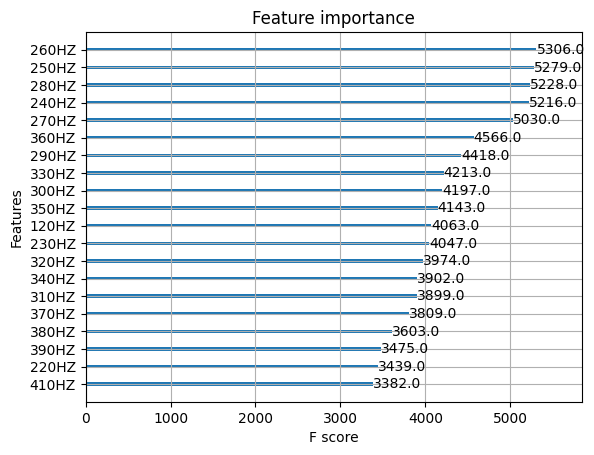 Feature importance
260HZ 5306.0
250HZ 5279.0
280HZ 5228.0
240HZ 5216.0
270HZ 5030.0
360HZ 4566.0
290HZ 4418.0
330HZ 4213.0
300HZ 4197.0
350HZ 4143.0
120HZ 4063.0
230HZ 4047.0
320HZ 3974.0
340HZ 3902.0
310HZ 3899.0
370HZ 3809.0
380HZ 3603.0
390HZ 3475.0
220HZ 3439.0
410HZ 3382.0
Features
0 1000 2000 3000 4000 5000
F score